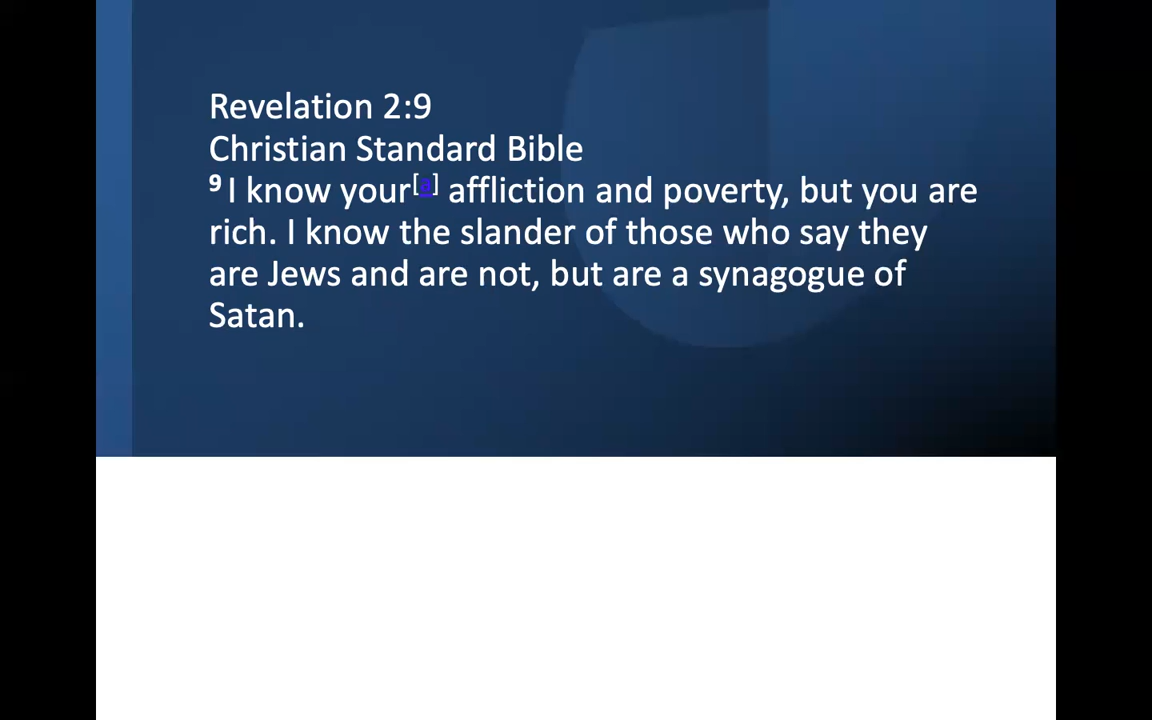 Revelation 2:9
Christian Standard Bible
9 I know your[a] affliction and poverty, but you are
rich. I know the slander of those who say they
are Jews and are not, but are a synagogue of
Satan.